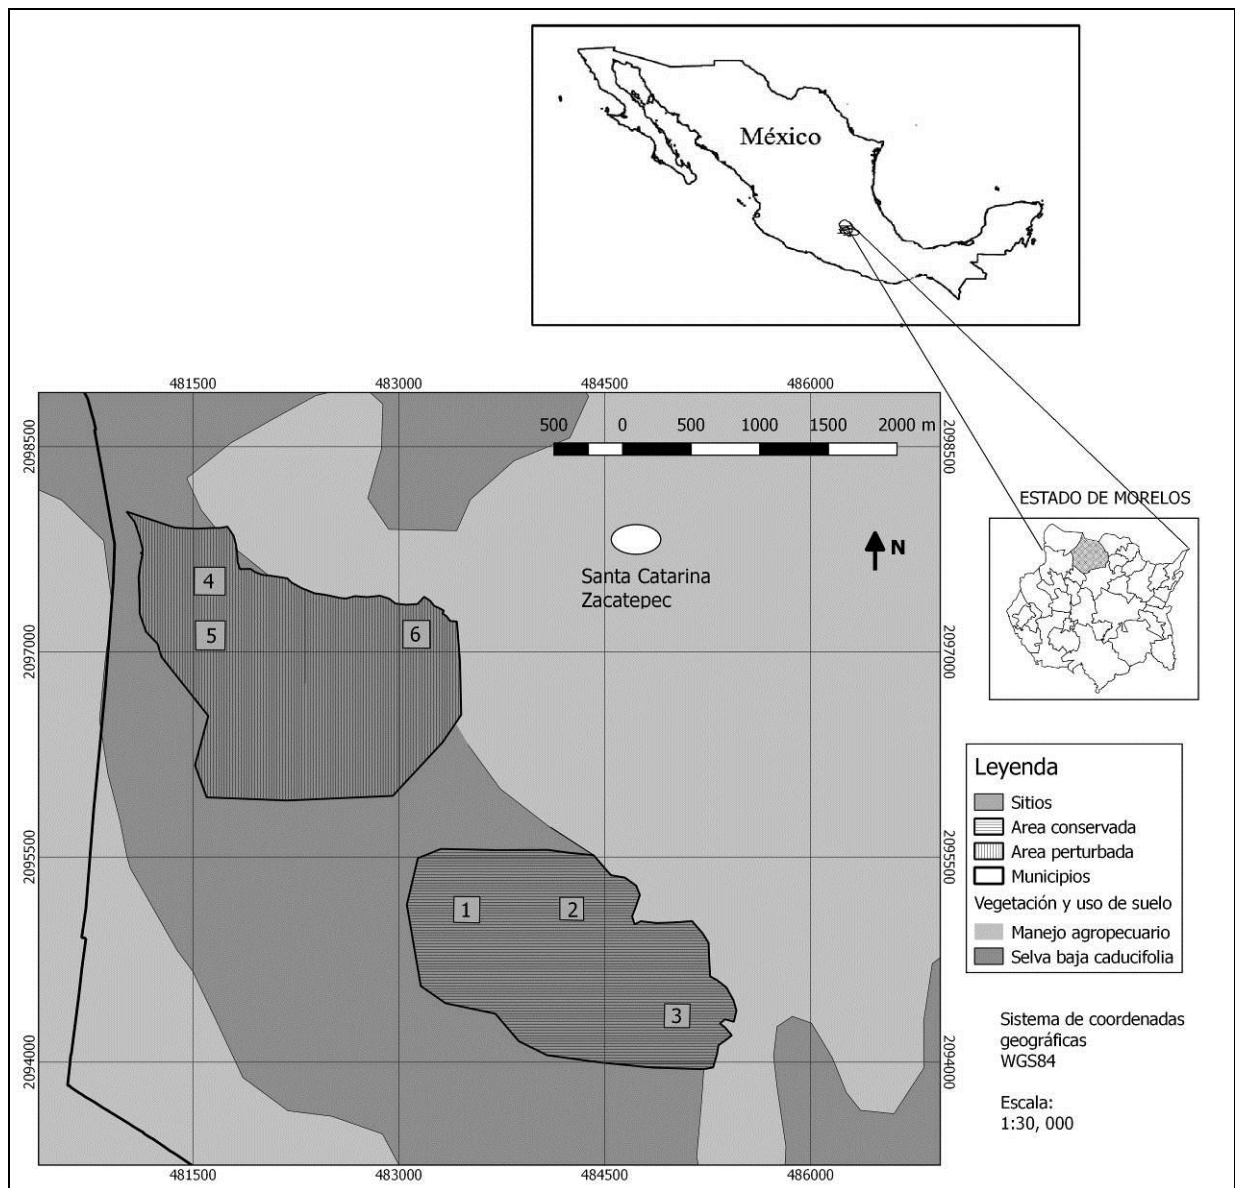 México
481500
483000
484500
486000
500
0
500
1000
1500
2000 m
2098500
2098500
ESTADO DE MORELOS
N
Santa Catarina
Zacatepec
4
5
6
2097000
2097000
Leyenda
Sitios
Area conservada
Area perturbada
Municipios
Vegetación y uso de suelo
Manejo agropecuario
Selva baja caducifolia
2095500
2095500
1
2
3
Sistema de coordenadas
geográficas
WGS84
2094000
2094000
Escala:
1:30, 000
481500
483000
484500
486000